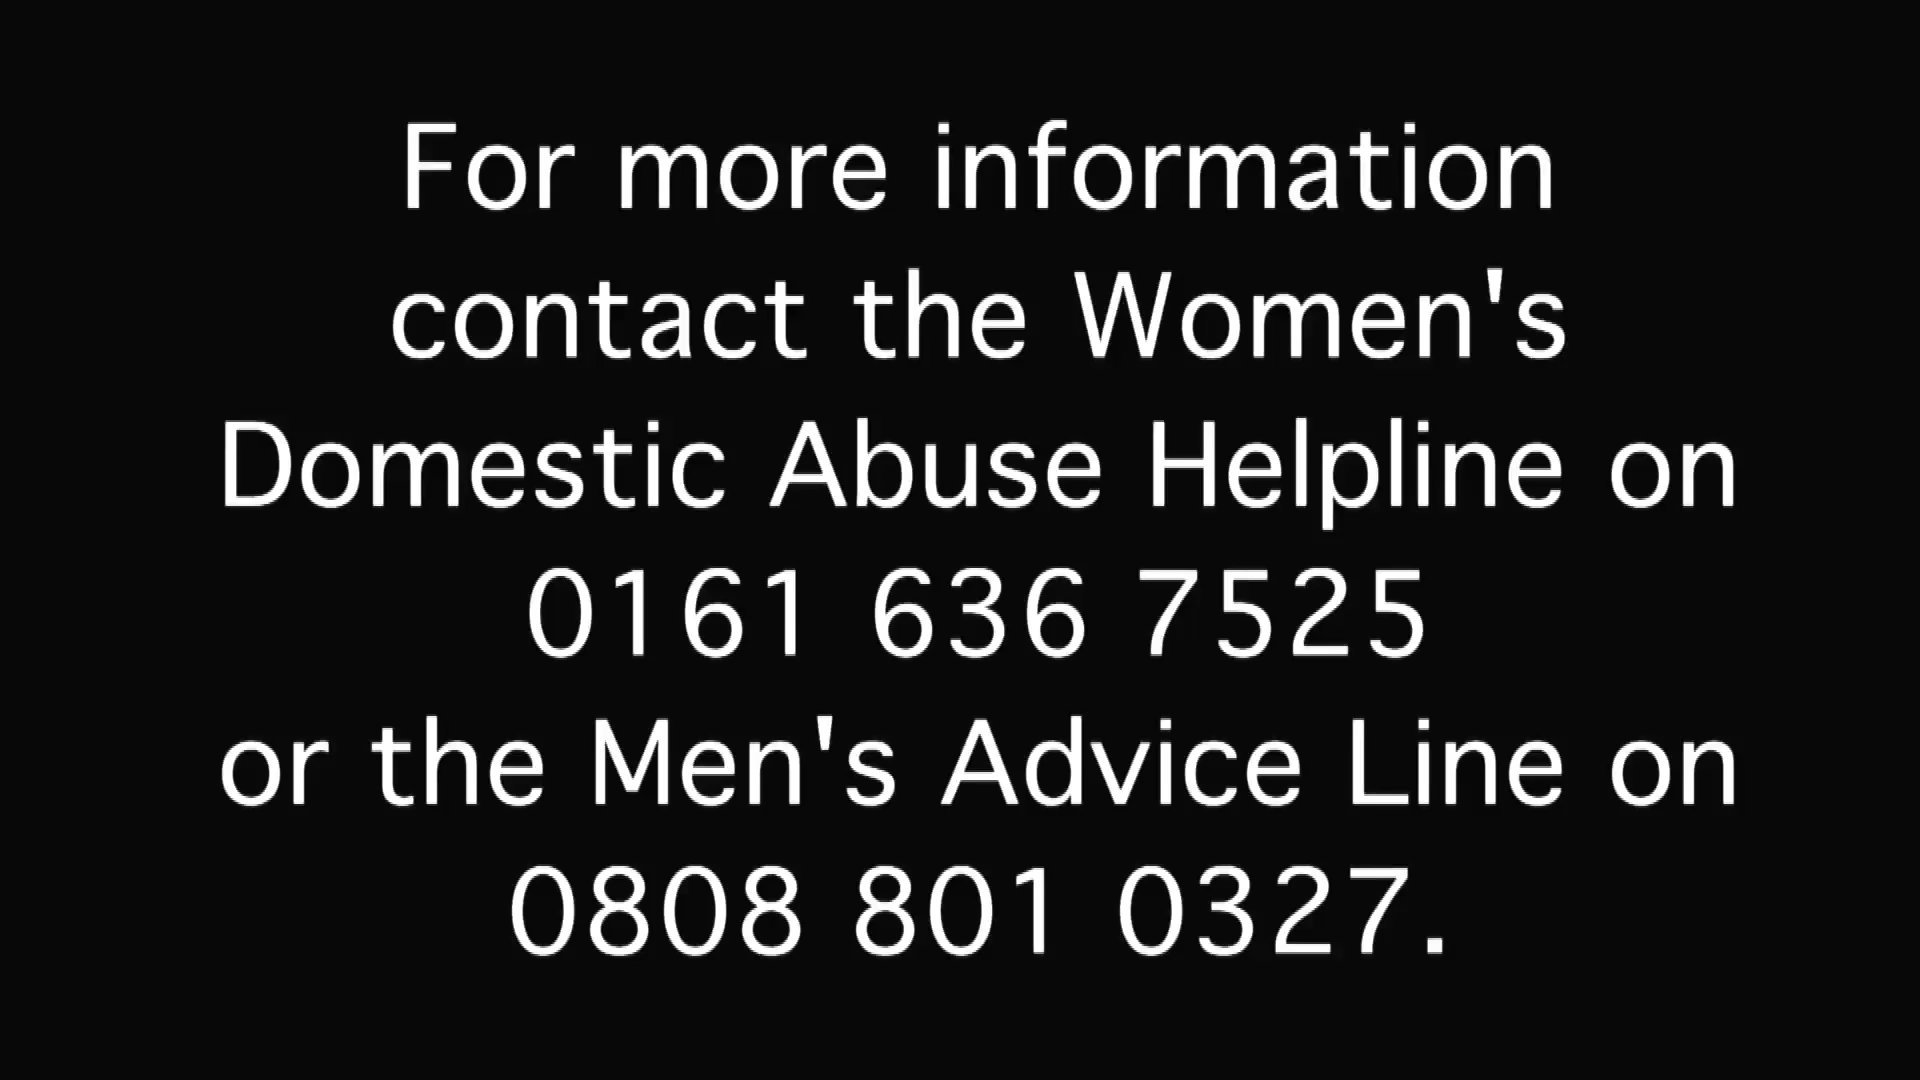 For more information
contact the Women's
Domestic Abuse Helpline on
0161 636 7525
or the Men's Advice Line on
0808 801 0327.